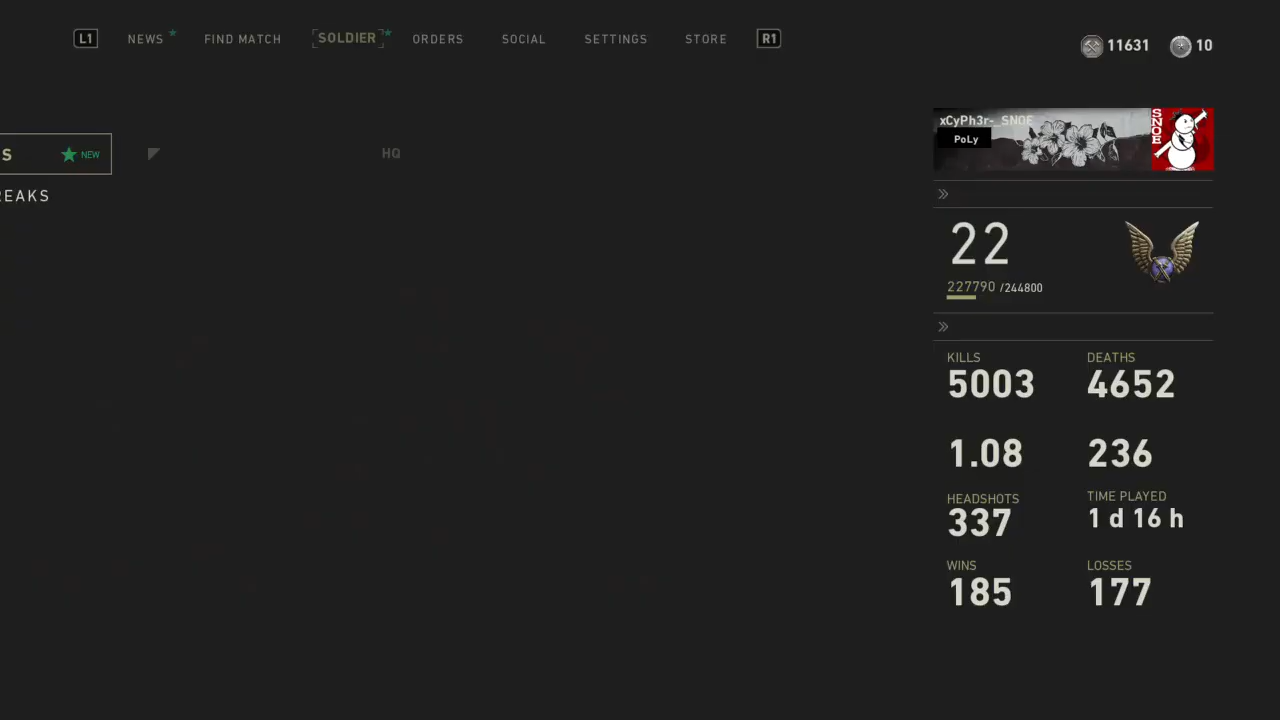 L1 NEWS FIND MATCH SOLDIER ORDERS SOCIAL SETTINGS STORE R1
11631 10
xCyPh3r-_SNOE
PoLy
SNOE
S NEW
HQ
REAKS
22
227790 /244800
KILLS DEATHS
5003 4652
1.08 236
HEADSHOTS TIME PLAYED
337 1 d 16 h
WINS LOSSES
185 177